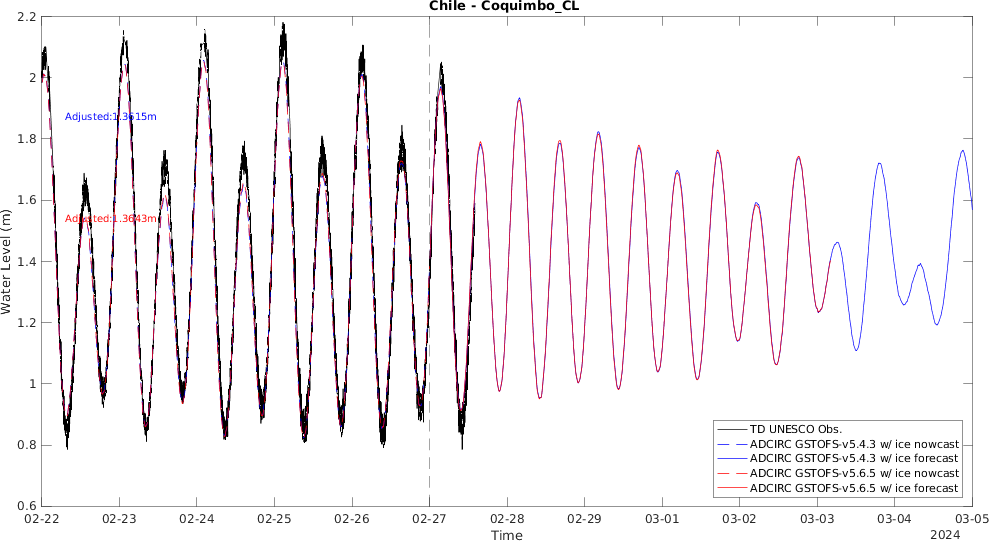 Chile - Coquimbo_CL
2.2
2
1.8
1.6
1.4
1.2
1
0.8
0.6
Water Level (m)
Adjusted:1.3615m
Adjusted:1.3643m
TD UNESCO Obs.
ADCIRC GSTOFS-v5.4.3 w/ ice nowcast
ADCIRC GSTOFS-v5.4.3 w/ ice forecast
ADCIRC GSTOFS-v5.6.5 w/ ice nowcast
ADCIRC GSTOFS-v5.6.5 w/ ice forecast
02-22 02-23 02-24 02-25 02-26 02-27 02-28 02-29 03-01 03-02 03-03 03-04 03-05
Time
2024